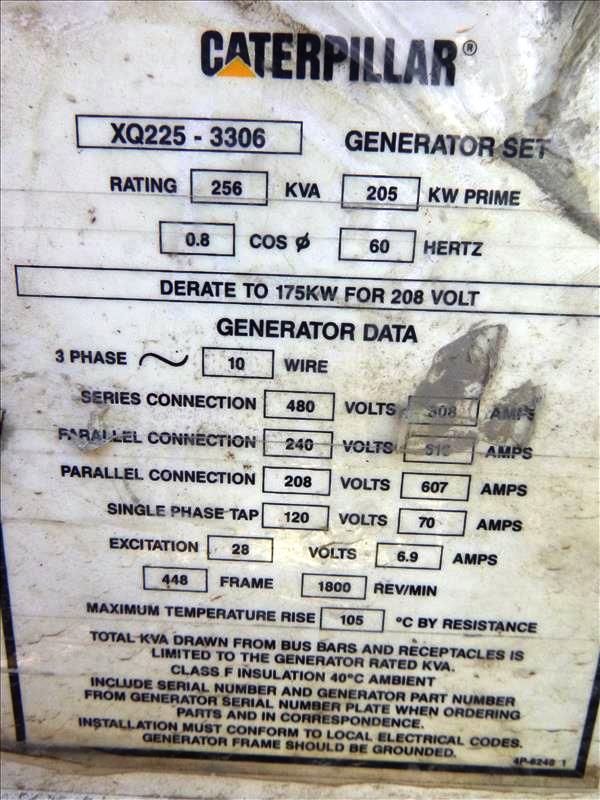 CATERPILLAR®
XQ225 - 3306 GENERATOR SET
RATING 256 KVA 205 KW PRIME
0.8 COS ϕ 60 HERTZ
DERATE TO 175KW FOR 208 VOLT
GENERATOR DATA
3 PHASE ~ 10 WIRE
SERIES CONNECTION 480 VOLTS AMPS
PARALLEL CONNECTION 240 VOLTS AMPS
PARALLEL CONNECTION 208 VOLTS 607 AMPS
SINGLE PHASE TAP 120 VOLTS 70 AMPS
EXCITATION 28 VOLTS 6.9 AMPS
448 FRAME 1800 REV/MIN
MAXIMUM TEMPERATURE RISE 105 °C BY RESISTANCE
TOTAL KVA DRAWN FROM BUS BARS AND RECEPTACLES IS
LIMITED TO THE GENERATOR RATED KVA.
CLASS F INSULATION 40°C AMBIENT
INCLUDE SERIAL NUMBER AND GENERATOR PART NUMBER
FROM GENERATOR SERIAL NUMBER PLATE WHEN ORDERING
PARTS AND IN CORRESPONDENCE.
INSTALLATION MUST CONFORM TO LOCAL ELECTRICAL CODES.
GENERATOR FRAME SHOULD BE GROUNDED.
4P-6248 1